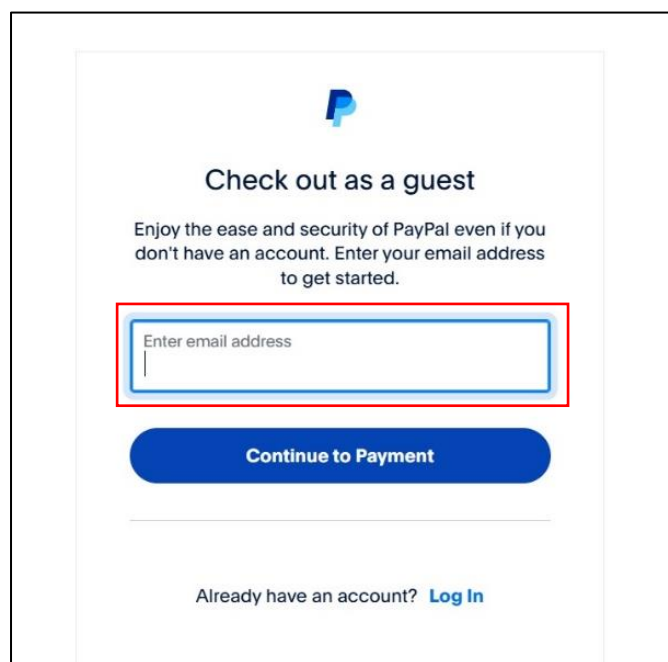 Check out as a guest
Enjoy the ease and security of PayPal even if you
don't have an account. Enter your email address
to get started.
Enter email address
Continue to Payment
Already have an account? Log In